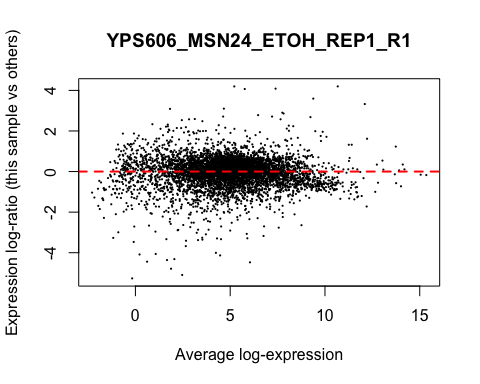 YPS606_MSN24_ETOH_REP1_R1
Expression log-ratio (this sample vs others)
4
2
0
-2
-4
0 5 10 15
Average log-expression